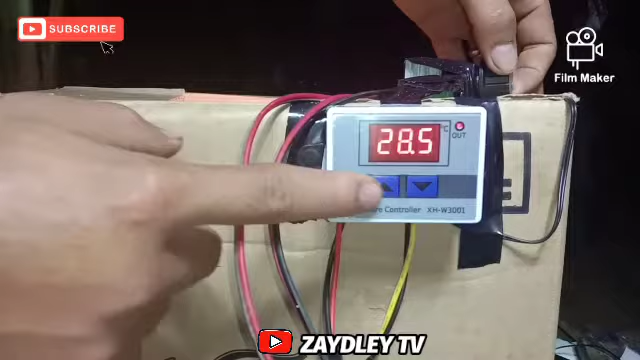 SUBSCRIBE
Film Maker
28.5
°C
OUT
Controller XH-W3001
ZAYDLEY TV